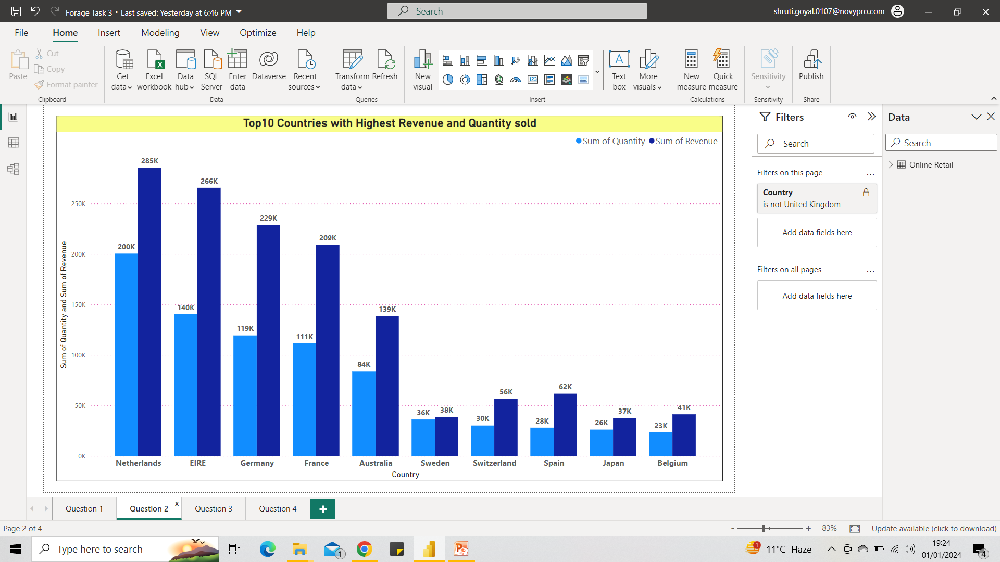 Forage Task 3 • Last saved: Yesterday at 6:46 PM
Search
shruti.goyal.0107@novypro.com
File Home Insert Modeling View Optimize Help
Paste
Cut
Copy
Format painter
Clipboard
Get data
Excel workbook
Data hub
SQL Server
Enter data
Dataverse
Recent sources
Data
Transform data
Refresh
Queries
New visual
123
Insert
A
Text box
More visuals
New measure
Quick measure
Calculations
Sensitivity
Sensitivity
Publish
Share
Top10 Countries with Highest Revenue and Quantity sold
Sum of Quantity Sum of Revenue
Sum of Quantity and Sum of Revenue
250K
200K
150K
100K
50K
0K
200K 285K
140K 266K
119K 229K
111K 209K
84K 139K
36K 38K
30K 56K
28K 62K
26K 37K
23K 41K
Netherlands EIRE Germany France Australia Sweden Switzerland Spain Japan Belgium
Country
Filters
Search
Filters on this page ...
Country
is not United Kingdom
Add data fields here
Filters on all pages ...
Add data fields here
Data
Search
Online Retail
Question 1 Question 2 x Question 3 Question 4 +
Page 2 of 4
- + 83% Update available (click to download)
Type here to search
1
1
11°C Haze
19:24
01/01/2024
4